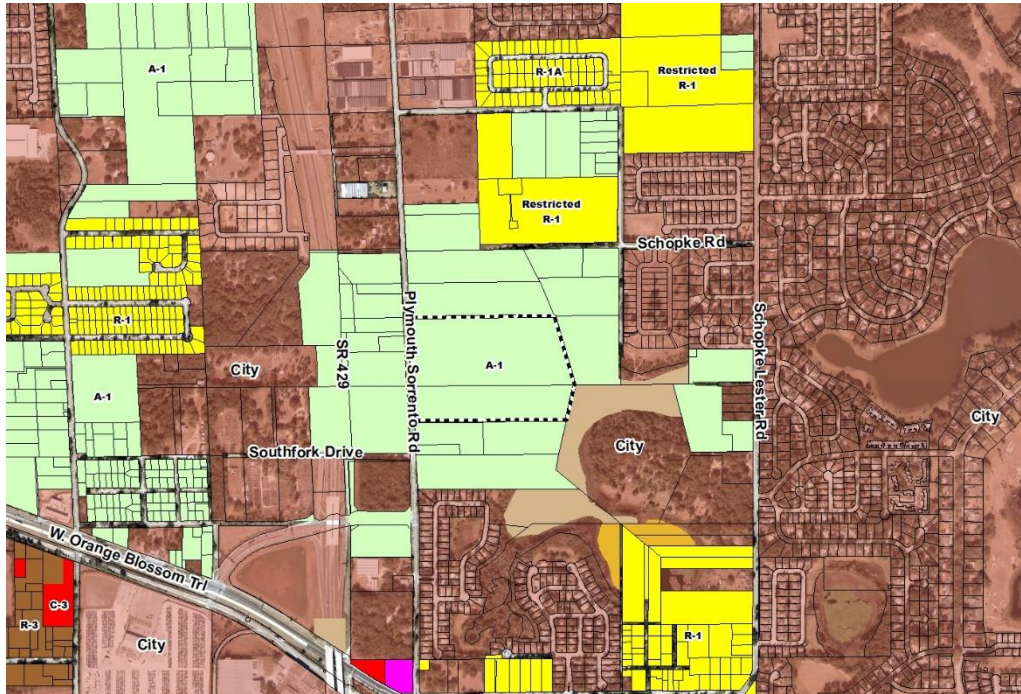 A-1
R-1A
Restricted
R-1
Restricted
R-1
Schopke Rd
R-1
Plymouth-Sorrento Rd
SR 429
Schopke Lester Rd
City
A-1
A-1
City
City
Southfork Drive
W. Orange Blossom Trl
C-3
R-3
City
R-1